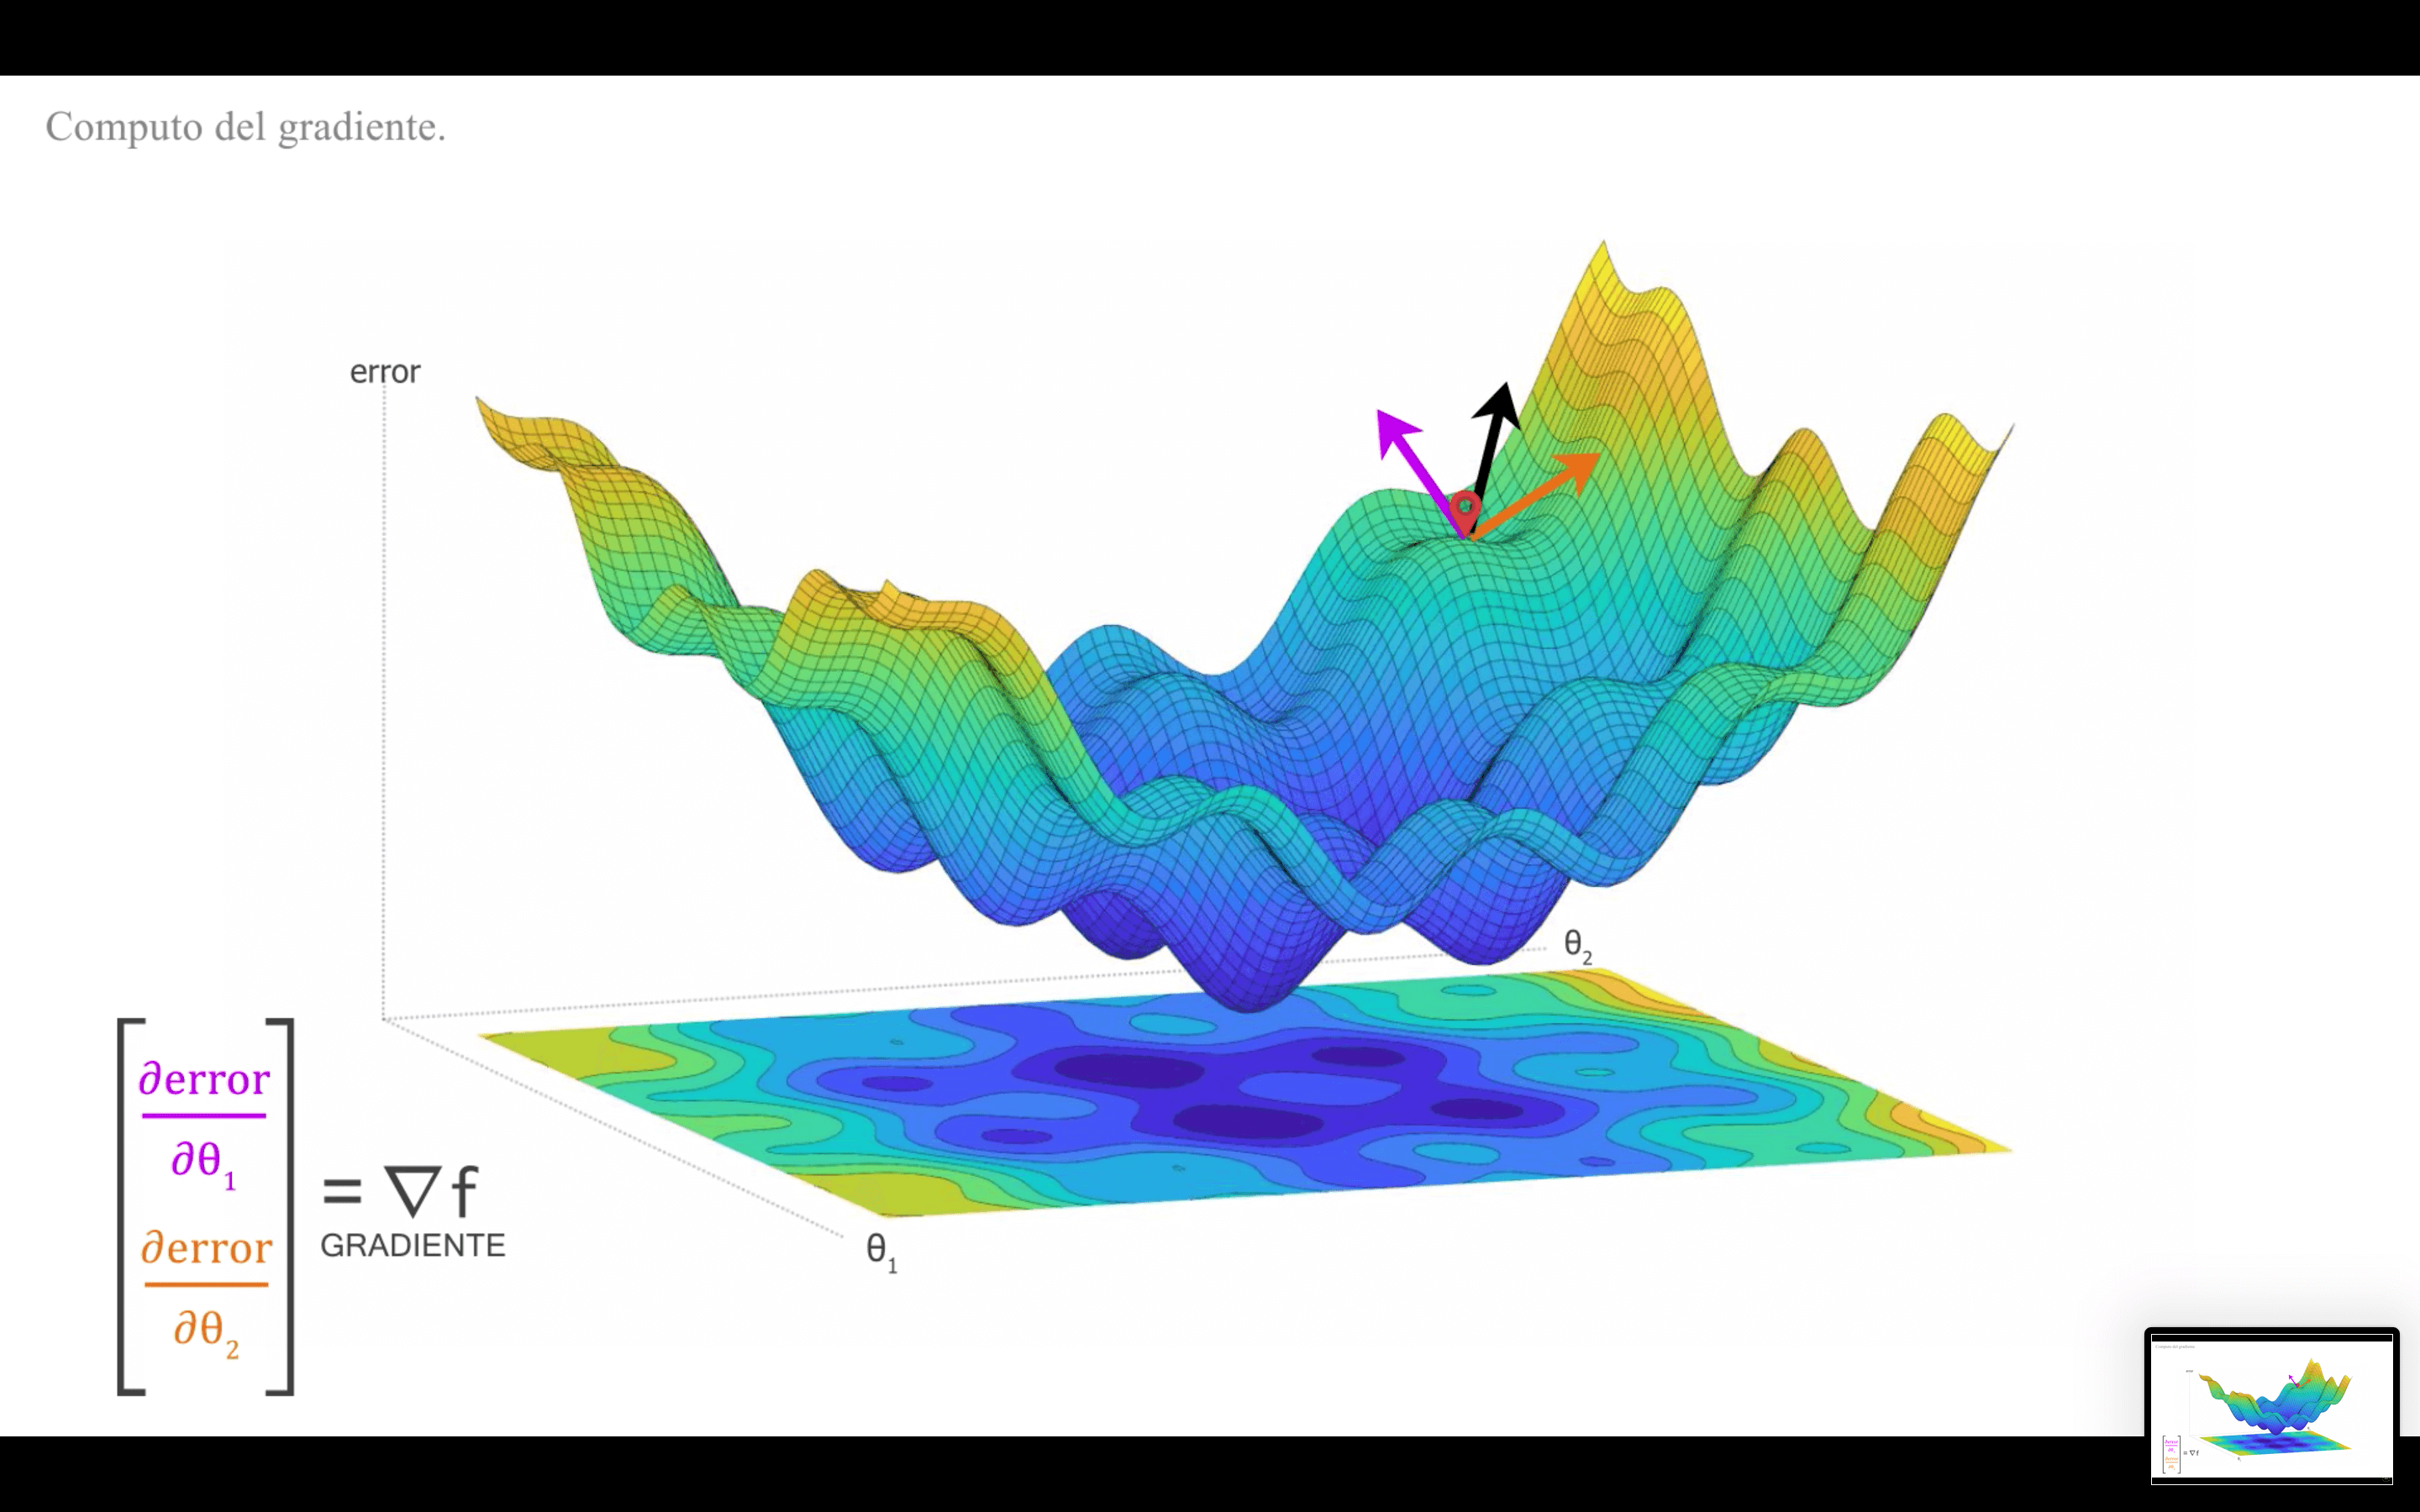 Computo del gradiente.
error
θ2
θ1
∂error
∂θ1
∂error
∂θ2
= ∇f
GRADIENTE